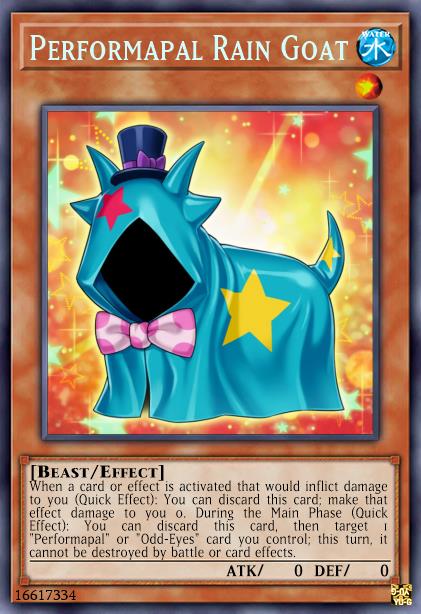 PERFORMAPAL RAIN GOAT
WATER
水
[BEAST/EFFECT]
When a card or effect is activated that would inflict damage
to you (Quick Effect): You can discard this card; make that
effect damage to you 0. During the Main Phase (Quick
Effect): You can discard this card, then target 1
"Performapal" or "Odd-Eyes" card you control; this turn, it
cannot be destroyed by battle or card effects.
ATK/ 0 DEF/ 0
16617334